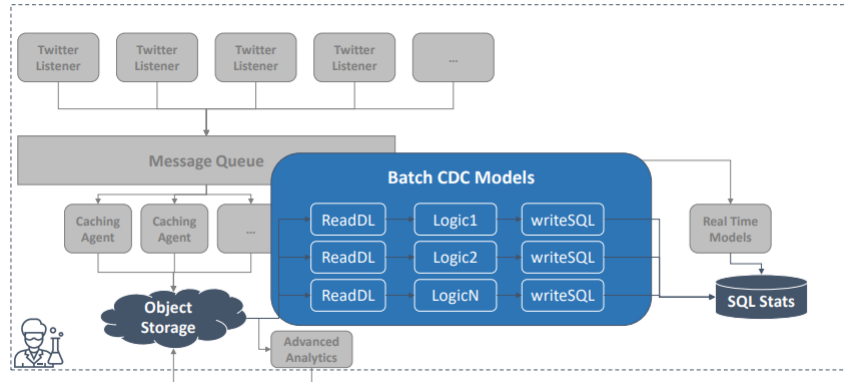 Twitter
Listener
Twitter
Listener
Twitter
Listener
Twitter
Listener
...
Message Queue
Batch CDC Models
Caching
Agent
Caching
Agent
...
ReadDL
Logic1
writeSQL
ReadDL
Logic2
writeSQL
ReadDL
LogicN
writeSQL
Real Time
Models
Object
Storage
SQL Stats
Advanced
Analytics